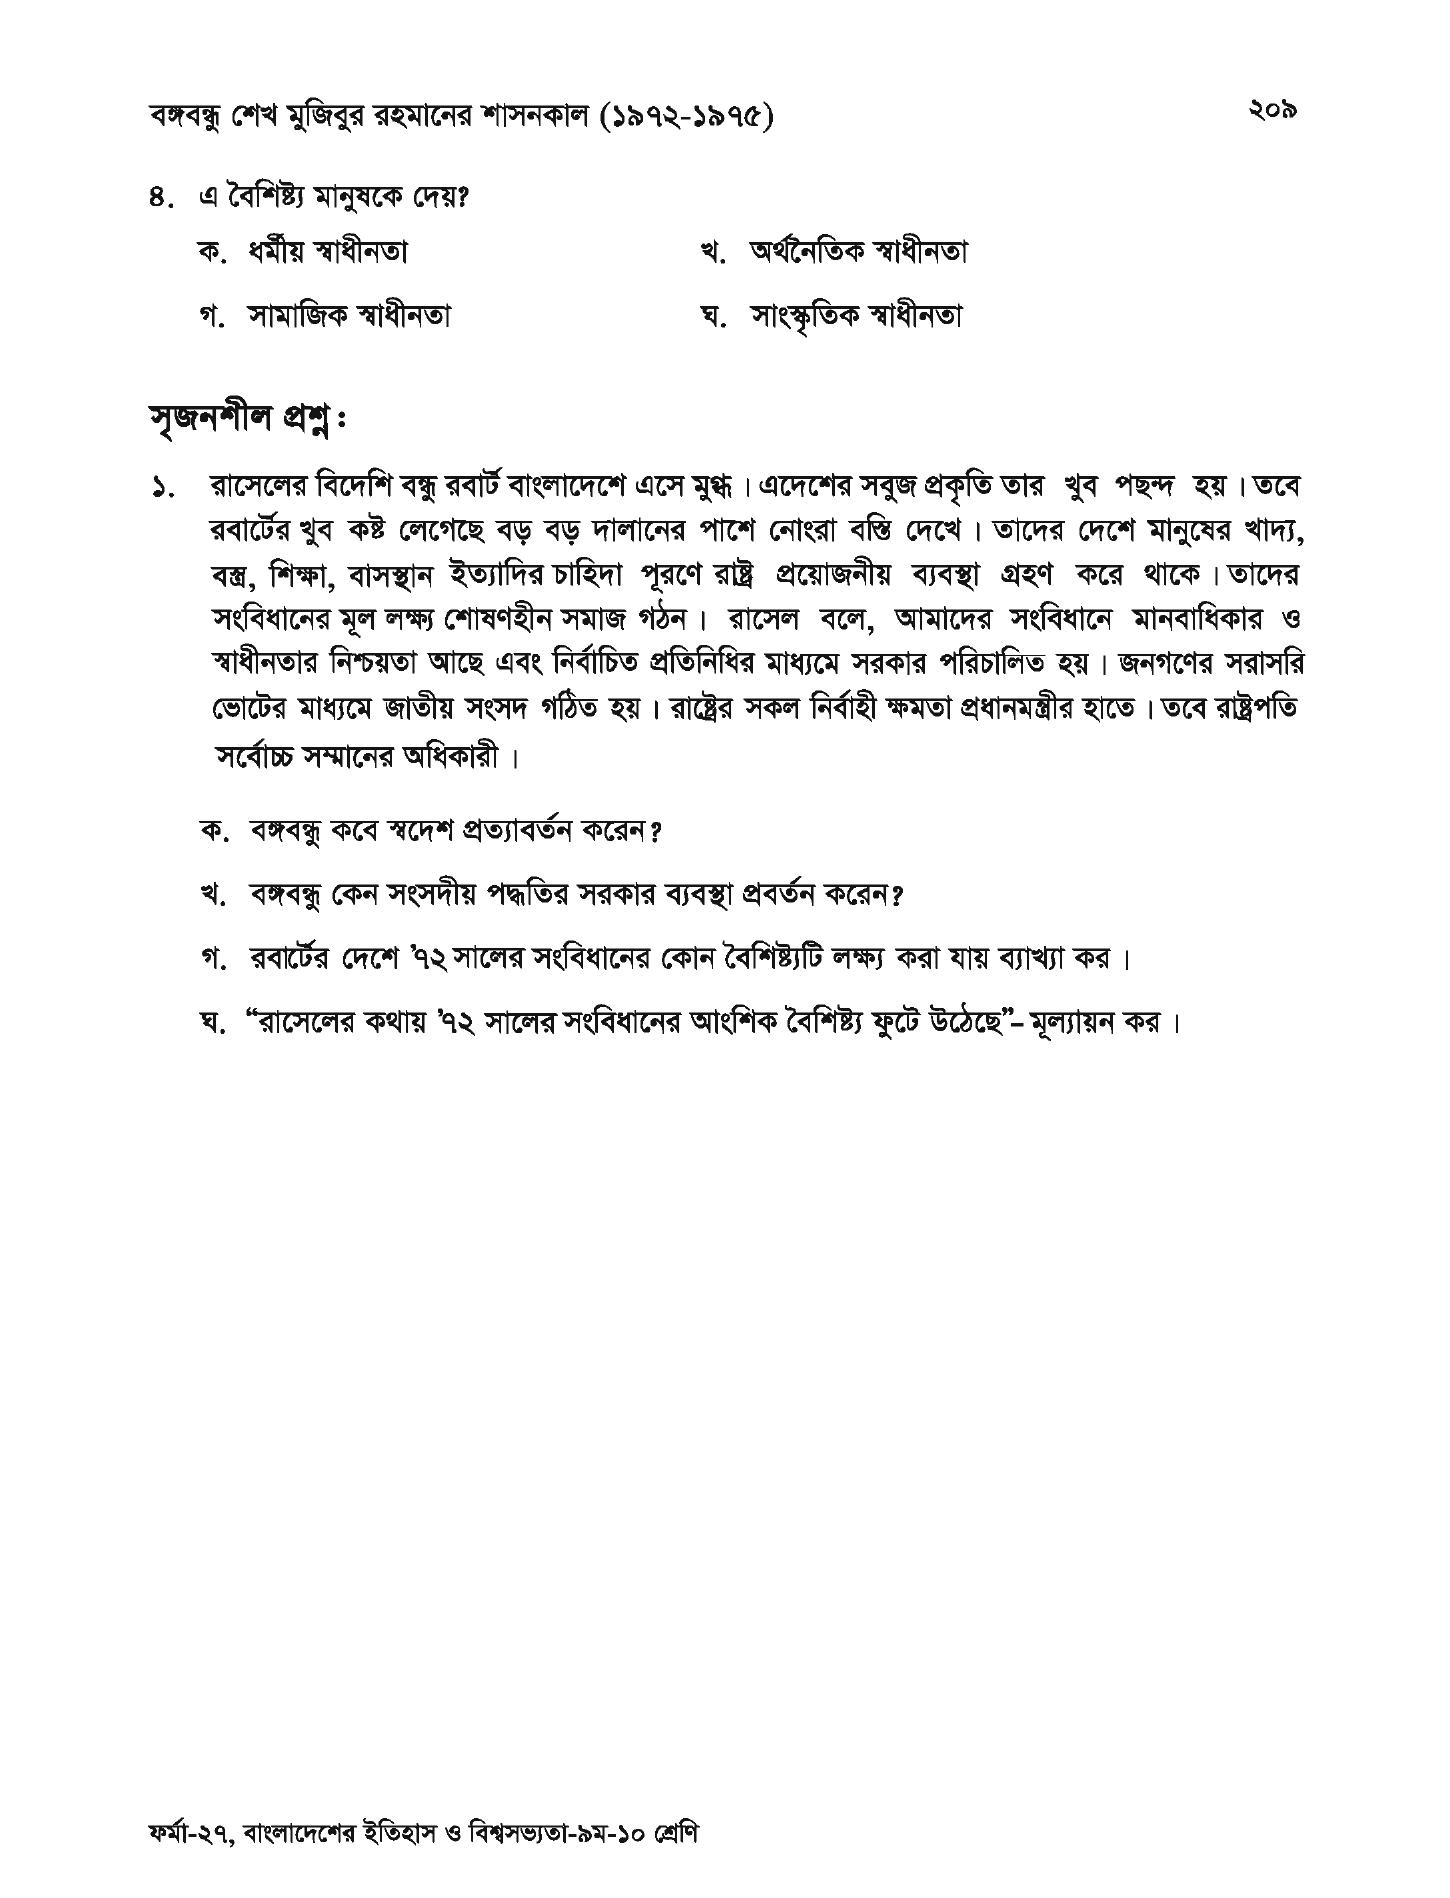 বঙ্গবন্ধু শেখ মুজিবুর রহমানের শাসনকাল (১৯৭২-১৯৭৫) ২০৯
৪. এ বৈশিষ্ট্য মানুষকে দেয়?
ক. ধর্মীয় স্বাধীনতা খ. অর্থনৈতিক স্বাধীনতা
গ. সামাজিক স্বাধীনতা ঘ. সাংস্কৃতিক স্বাধীনতা
সৃজনশীল প্রশ্ন :
১. রাসেলের বিদেশি বন্ধু রবার্ট বাংলাদেশে এসে মুগ্ধ। এদেশের সবুজ প্রকৃতি তার খুব পছন্দ হয়। তবে
রবার্টের খুব কষ্ট লেগেছে বড় বড় দালানের পাশে নোংরা বস্তি দেখে। তাদের দেশে মানুষের খাদ্য,
বস্ত্র, শিক্ষা, বাসস্থান ইত্যাদির চাহিদা পূরণে রাষ্ট্র প্রয়োজনীয় ব্যবস্থা গ্রহণ করে থাকে। তাদের
সংবিধানের মূল লক্ষ্য শোষণহীন সমাজ গঠন। রাসেল বলে, আমাদের সংবিধানে মানবাধিকার ও
স্বাধীনতার নিশ্চয়তা আছে এবং নির্বাচিত প্রতিনিধির মাধ্যমে সরকার পরিচালিত হয়। জনগণের সরাসরি
ভোটের মাধ্যমে জাতীয় সংসদ গঠিত হয়। রাষ্ট্রের সকল নির্বাহী ক্ষমতা প্রধানমন্ত্রীর হাতে। তবে রাষ্ট্রপতি
সর্বোচ্চ সম্মানের অধিকারী।
ক. বঙ্গবন্ধু কবে স্বদেশ প্রত্যাবর্তন করেন?
খ. বঙ্গবন্ধু কেন সংসদীয় পদ্ধতির সরকার ব্যবস্থা প্রবর্তন করেন?
গ. রবার্টের দেশে ’৭২ সালের সংবিধানের কোন বৈশিষ্ট্যটি লক্ষ্য করা যায় ব্যাখ্যা কর।
ঘ. “রাসেলের কথায় ’৭২ সালের সংবিধানের আংশিক বৈশিষ্ট্য ফুটে উঠেছে”– মূল্যায়ন কর।
ফর্মা-২৭, বাংলাদেশের ইতিহাস ও বিশ্বসভ্যতা-৯ম-১০ শ্রেণি